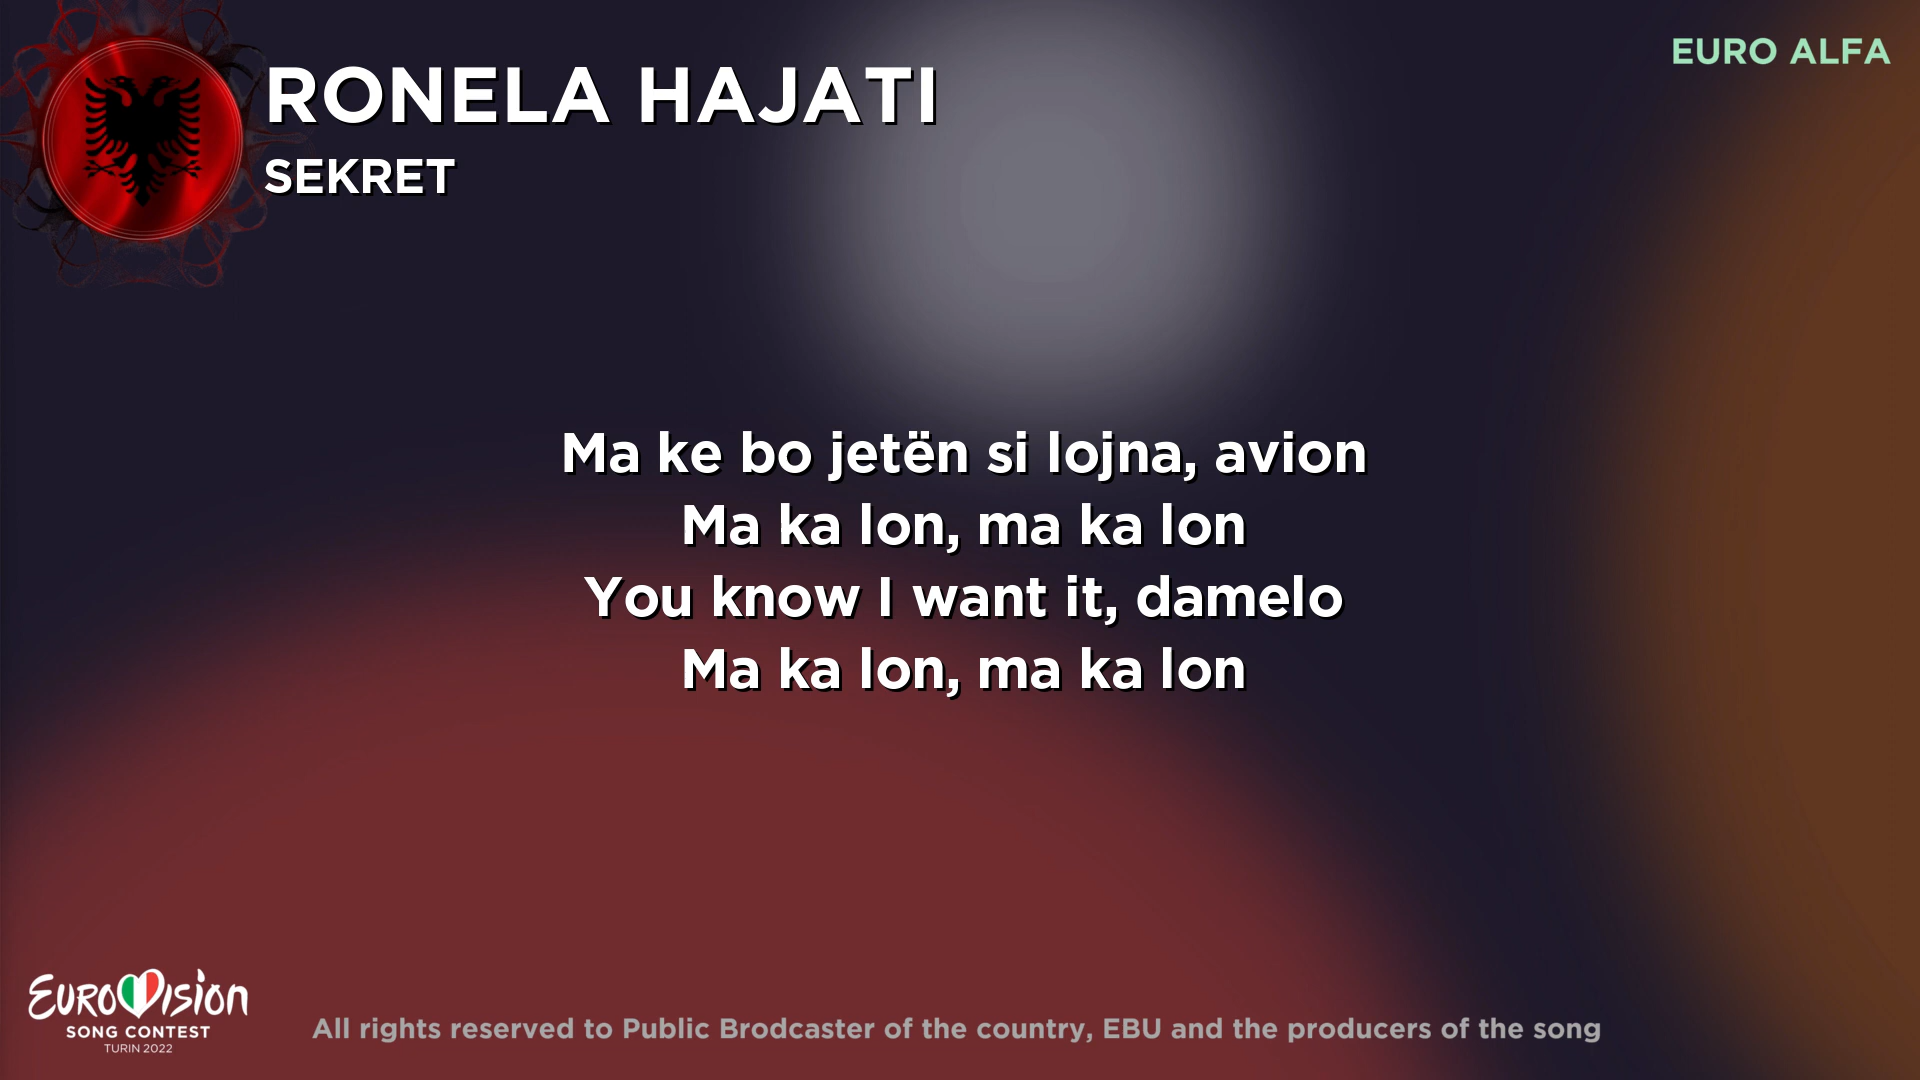 RONELA HAJATI
SEKRET
EURO ALFA
Ma ke bo jetën si lojna, avion
Ma ka lon, ma ka lon
You know I want it, damelo
Ma ka lon, ma ka lon
EUROVISION
SONG CONTEST
TURIN 2022
All rights reserved to Public Brodcaster of the country, EBU and the producers of the song